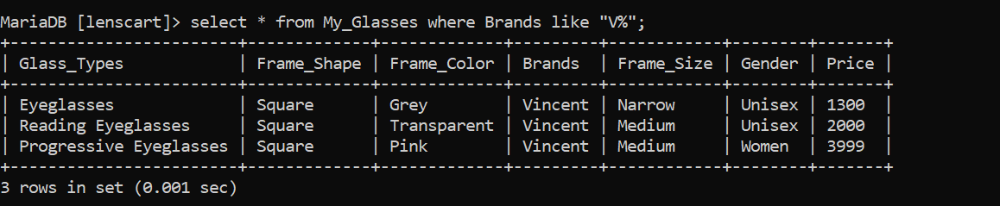 MariaDB [lenscart]> select * from My_Glasses where Brands like "V%";
+------------------------+-------------+-------------+---------+------------+--------+-------+
| Glass_Types            | Frame_Shape | Frame_Color | Brands  | Frame_Size | Gender | Price |
+------------------------+-------------+-------------+---------+------------+--------+-------+
| Eyeglasses             | Square      | Grey        | Vincent | Narrow     | Unisex | 1300  |
| Reading Eyeglasses     | Square      | Transparent | Vincent | Medium     | Unisex | 2000  |
| Progressive Eyeglasses | Square      | Pink        | Vincent | Medium     | Women  | 3999  |
+------------------------+-------------+-------------+---------+------------+--------+-------+
3 rows in set (0.001 sec)